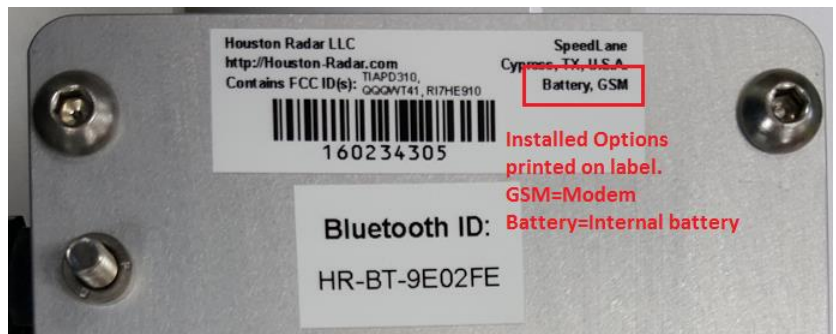 Houston Radar LLC
http://Houston-Radar.com
Contains FCC ID(s): TIAPD310,
QQQWT41, RI7HE910
SpeedLane
Cypress, TX, U.S.A.
Battery, GSM
160234305
Installed Options
printed on label.
GSM=Modem
Battery=Internal battery
Bluetooth ID:
HR-BT-9E02FE